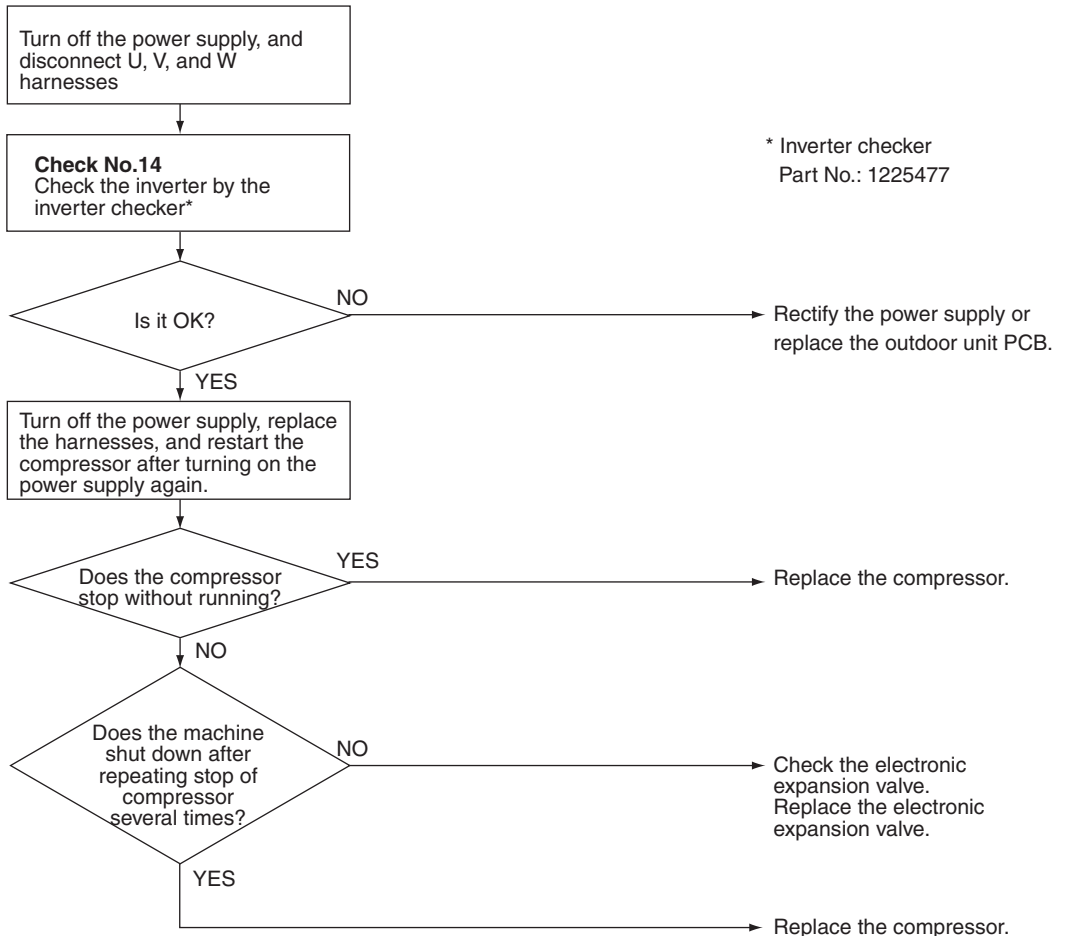 Turn off the power supply, and
disconnect U, V, and W
harnesses
Check No.14
Check the inverter by the
inverter checker*
* Inverter checker
Part No.: 1225477
Is it OK?
NO
Rectify the power supply or
replace the outdoor unit PCB.
YES
Turn off the power supply, replace
the harnesses, and restart the
compressor after turning on the
power supply again.
Does the compressor
stop without running?
YES
Replace the compressor.
NO
Does the machine
shut down after
repeating stop of
compressor
several times?
NO
Check the electronic
expansion valve.
Replace the electronic
expansion valve.
YES
Replace the compressor.